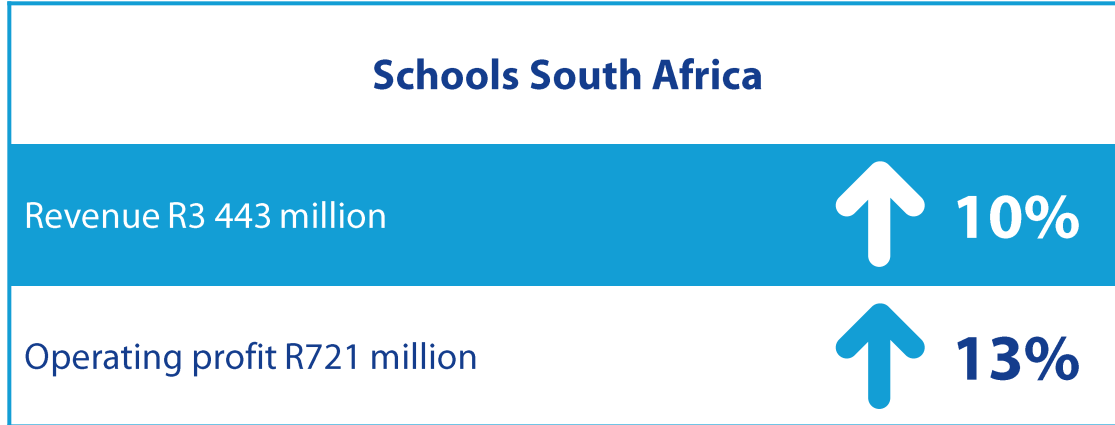 Schools South Africa
Revenue R3 443 million
10%
Operating profit R721 million
13%